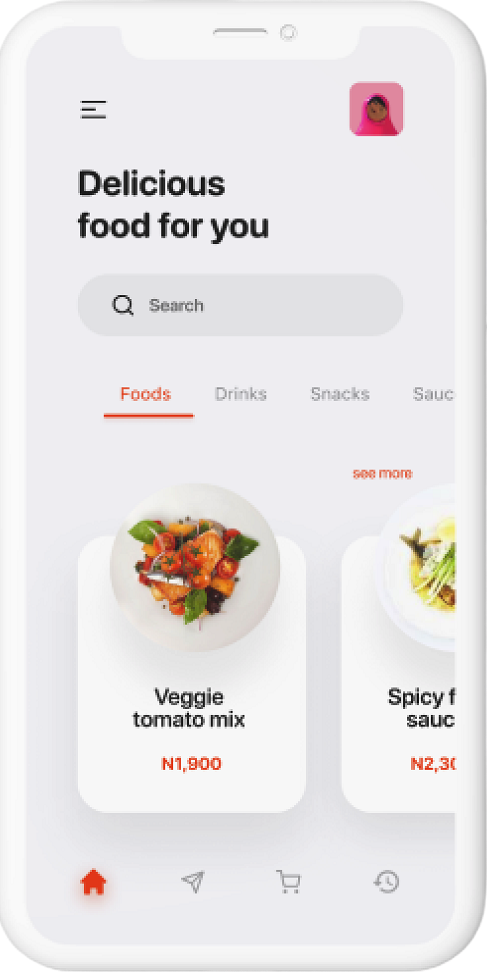 Delicious
food for you
Search
Foods Drinks Snacks Sauc
see more
Veggie
tomato mix
N1,900
Spicy f
sauc
N2,30